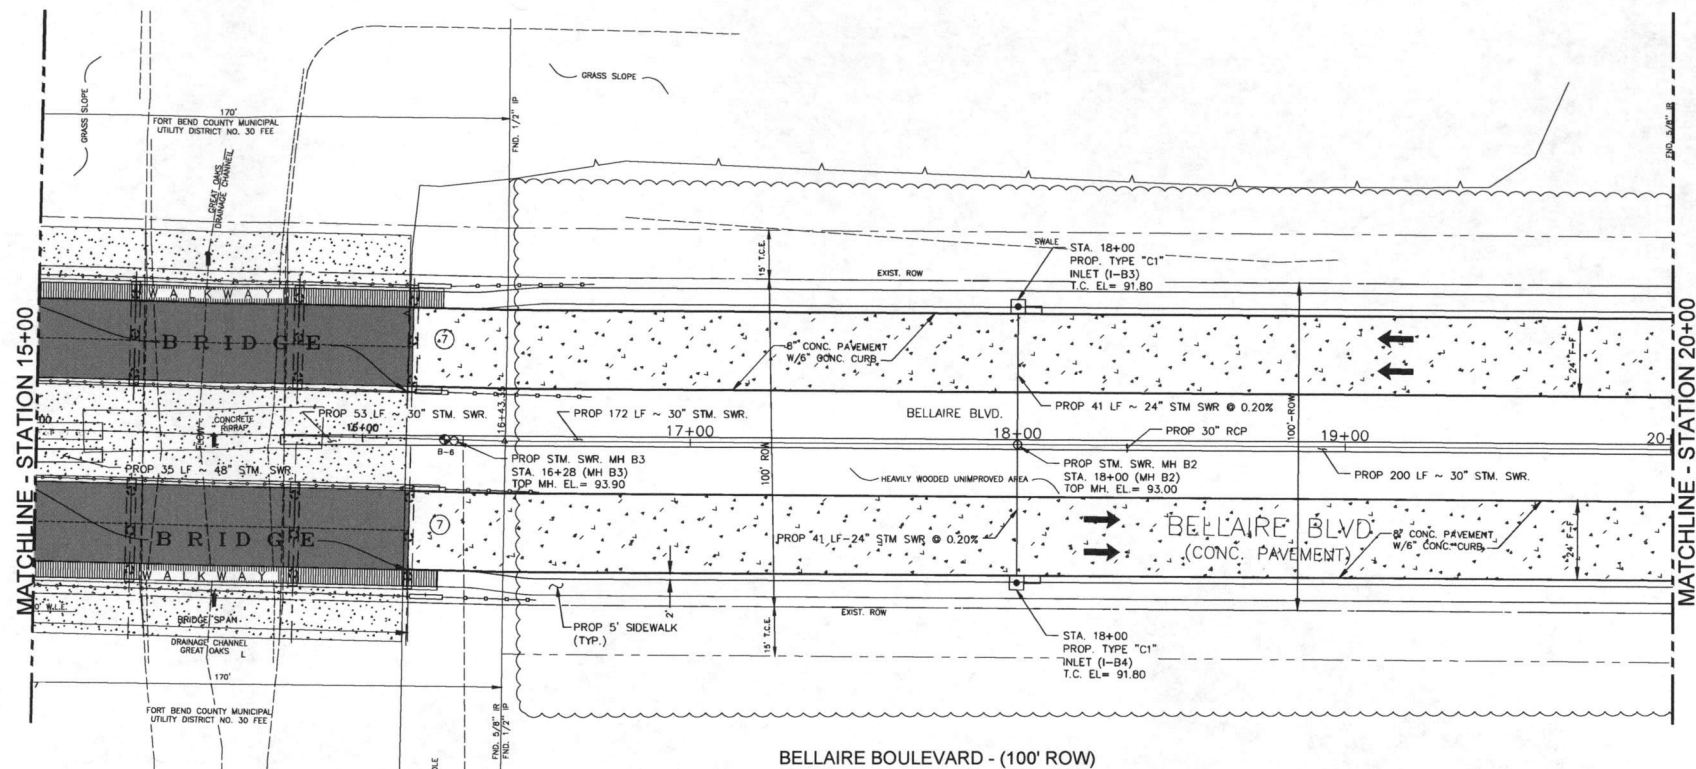 GRASS SLOPE
GRASS SLOPE
170'
FORT BEND COUNTY MUNICIPAL
UTILITY DISTRICT NO. 30 FEE
FND. 1/2" IP
FND. 5/8" IR
GREAT OAKS
DRAINAGE CHANNEL
15' T.C.E.
EXIST. ROW
SWALE
STA. 18+00
PROP. TYPE "C1"
INLET (I-B3)
T.C. EL= 91.80
WALKWAY
BRIDGE
7
8" CONC. PAVEMENT
W/6" CONC. CURB
24' F-F
MATCHLINE - STATION 15+00
MATCHLINE - STATION 20+00
PROP 53 LF ~ 30" STM. SWR.
16+00
CONCRETE
RIPRAP
FLOW
16+43.35
PROP 172 LF ~ 30" STM. SWR.
BELLAIRE BLVD.
PROP 41 LF ~ 24" STM SWR @ 0.20%
100'-ROW
17+00
18+00
PROP 30" RCP
19+00
20+
00
B-6
PROP 35 LF ~ 48" STM. SWR.
PROP STM. SWR. MH B3
STA. 16+28 (MH B3)
TOP MH. EL.= 93.90
100' ROW
HEAVILY WOODED UNIMPROVED AREA
PROP STM. SWR. MH B2
STA. 18+00 (MH B2)
TOP MH. EL.= 93.00
PROP 200 LF ~ 30" STM. SWR.
7
BRIDGE
PROP 41 LF-24" STM SWR @ 0.20%
BELLAIRE BLVD.
(CONC. PAVEMENT)
8" CONC. PAVEMENT
W/6" CONC. CURB
24' F-F
WALKWAY
0' W.L.E.
BRIDGE SPAN
2'
EXIST. ROW
PROP 5' SIDEWALK
(TYP.)
15' T.C.E.
STA. 18+00
PROP. TYPE "C1"
INLET (I-B4)
T.C. EL= 91.80
DRAINAGE CHANNEL
GREAT OAKS
170'
FORT BEND COUNTY MUNICIPAL
UTILITY DISTRICT NO. 30 FEE
FND. 5/8" IR
FND. 1/2" IP
BELLAIRE BOULEVARD - (100' ROW)